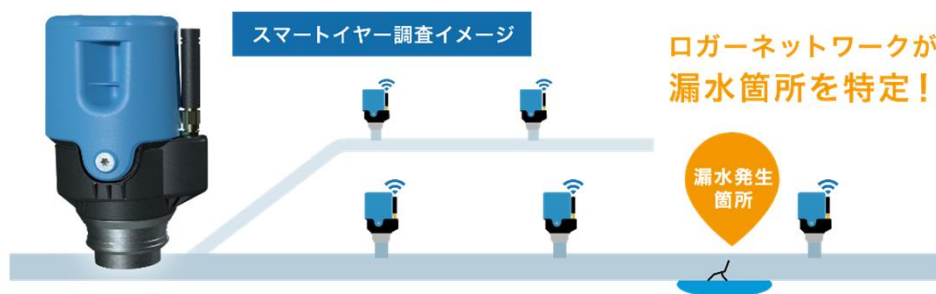 スマートイヤー調査イメージ
ロガーネットワークが
漏水箇所を特定！
漏水発生
箇所